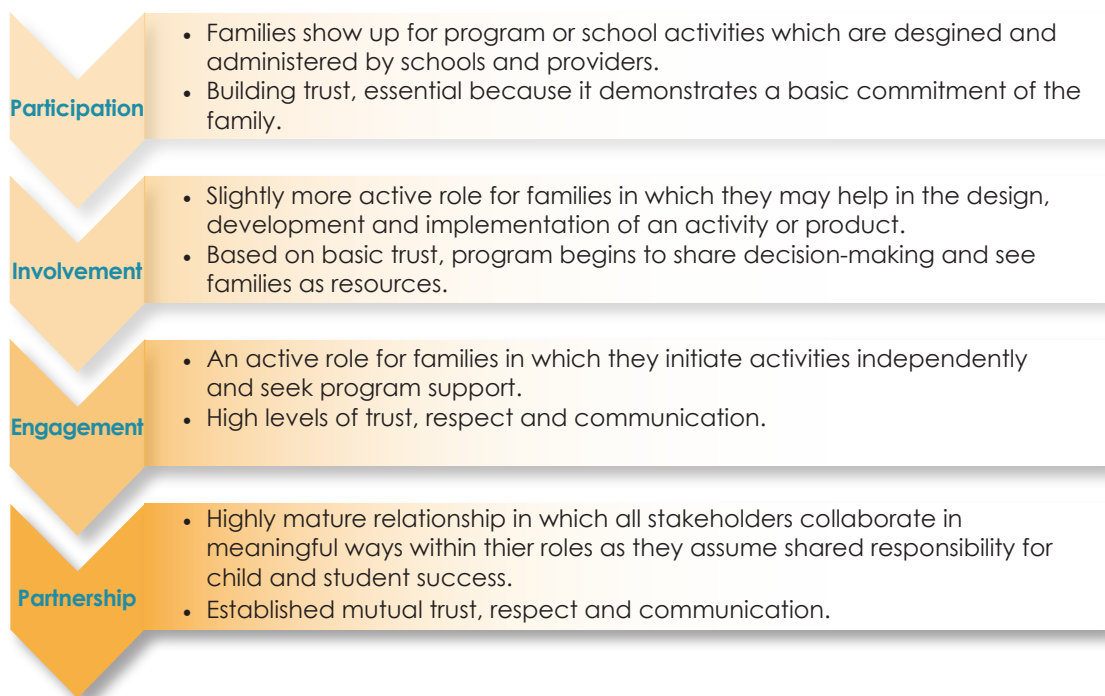 Participation
• Families show up for program or school activities which are desgined and
administered by schools and providers.
• Building trust, essential because it demonstrates a basic commitment of the
family.
Involvement
• Slightly more active role for families in which they may help in the design,
development and implementation of an activity or product.
• Based on basic trust, program begins to share decision-making and see
families as resources.
Engagement
• An active role for families in which they initiate activities independently
and seek program support.
• High levels of trust, respect and communication.
Partnership
• Highly mature relationship in which all stakeholders collaborate in
meaningful ways within thier roles as they assume shared responsibility for
child and student success.
• Established mutual trust, respect and communication.